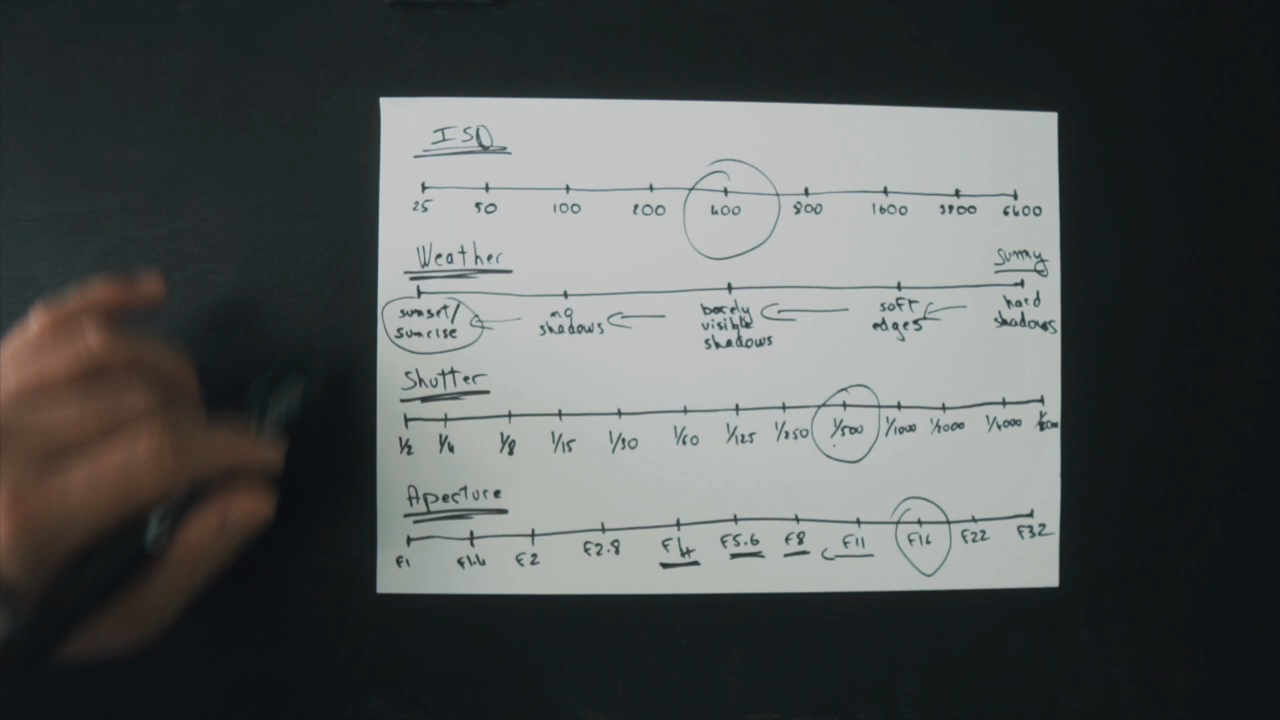 ISO
25 50 100 200 400 800 1600 3200 6400
Weather
sunny
sunset/
sunrise
no
shadows
barely
visible
shadows
soft
edges
hard
shadows
Shutter
1/2 1/4 1/8 1/15 1/30 1/60 1/125 1/250 1/500 1/1000 1/2000 1/4000
Aperture
F1 F1.4 F2 F2.8 F4 F5.6 F8 F11 F16 F22 F32